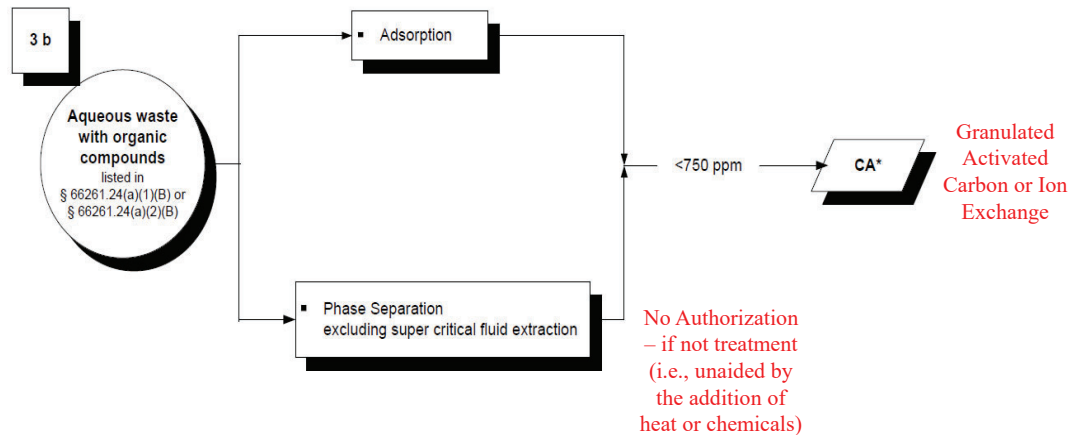 3 b
Aqueous waste
with organic
compounds
listed in
§ 66261.24(a)(1)(B) or
§ 66261.24(a)(2)(B)
▪ Adsorption
▪ Phase Separation
excluding super critical fluid extraction
<750 ppm
CA*
Granulated
Activated
Carbon or Ion
Exchange
No Authorization
– if not treatment
(i.e., unaided by
the addition of
heat or chemicals)